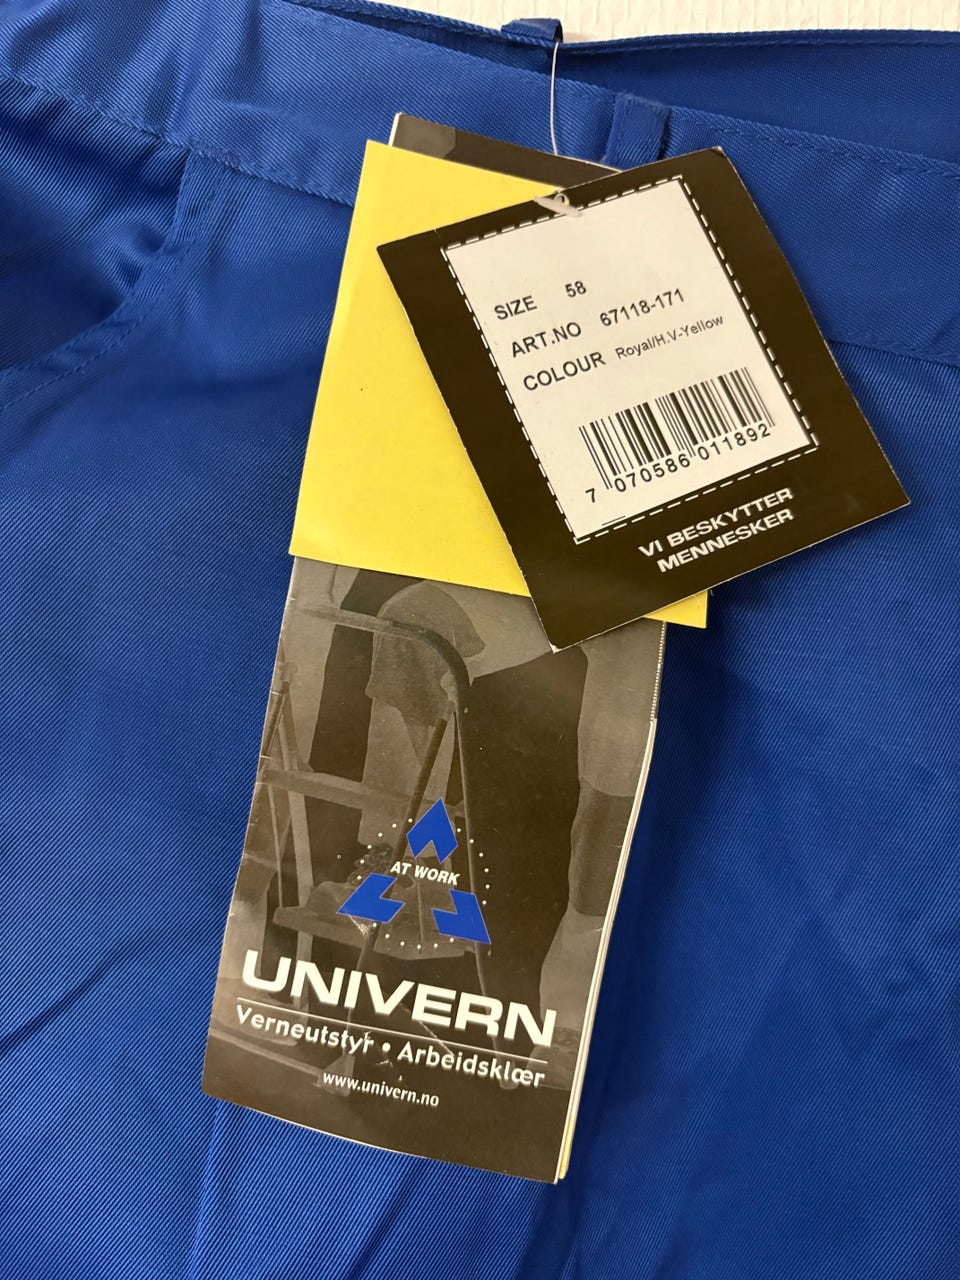 SIZE 58
ART.NO 67118-171
COLOUR Royal/H.V-Yellow
7 070586 011892
VI BESKYTTER
MENNESKER
AT WORK
UNIVERN
Verneutstyr • Arbeidsklær
www.univern.no